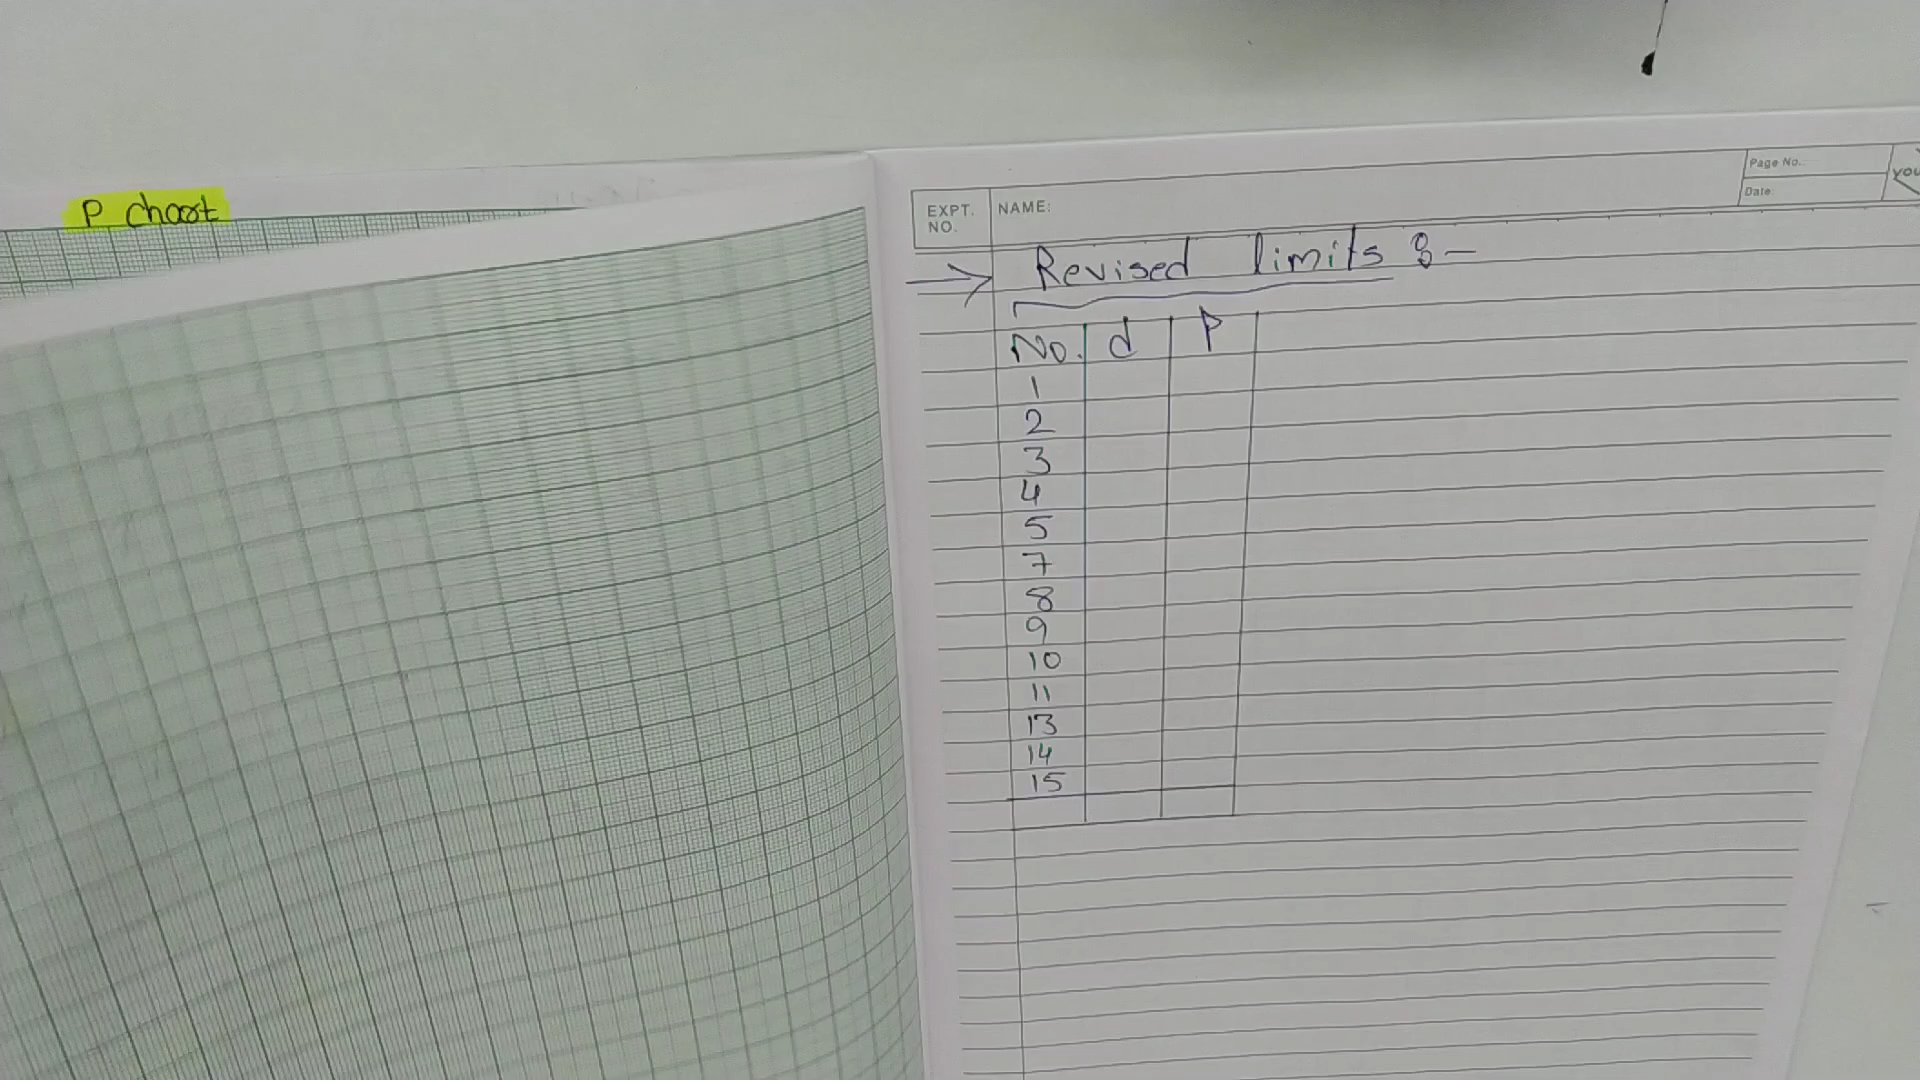 P chart
EXPT. NO.
NAME:
Page No.
Date:
you
→ Revised limits :-
No. d P
1
2
3
4
5
7
8
9
10
11
13
14
15